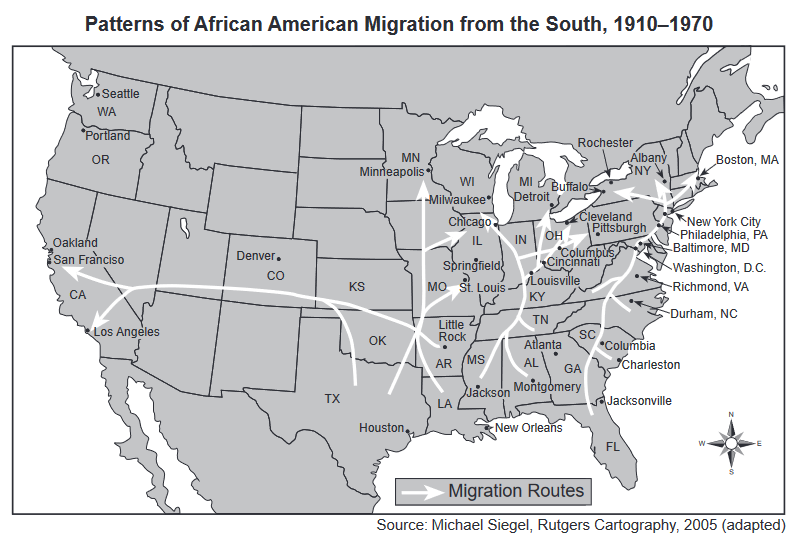 Patterns of African American Migration from the South, 1910–1970
Seattle
WA
Portland
OR
MN
Minneapolis
WI
Milwaukee
MI
Detroit
Rochester
Albany
NY
Buffalo
Boston, MA
Chicago
Cleveland
Pittsburgh
New York City
Philadelphia, PA
Baltimore, MD
Washington, D.C.
Richmond, VA
Durham, NC
Oakland
San Franciso
CA
Los Angeles
Denver
CO
KS
MO
IL
IN
OH
Columbus
Cincinnati
Springfield
St. Louis
Louisville
KY
TN
OK
Little
Rock
AR
MS
Atlanta
AL
GA
SC
Columbia
Charleston
TX
LA
Jackson
Montgomery
Jacksonville
Houston
New Orleans
FL
N
W
E
S
Migration Routes
Source: Michael Siegel, Rutgers Cartography, 2005 (adapted)